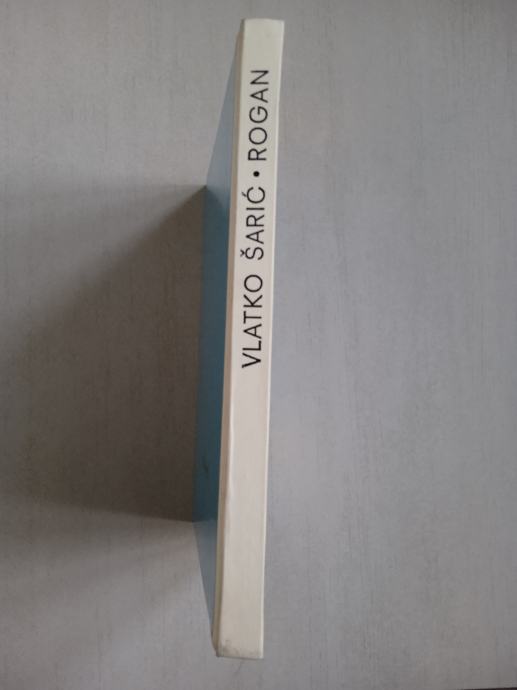 VLATKO ŠARIĆ • ROGAN